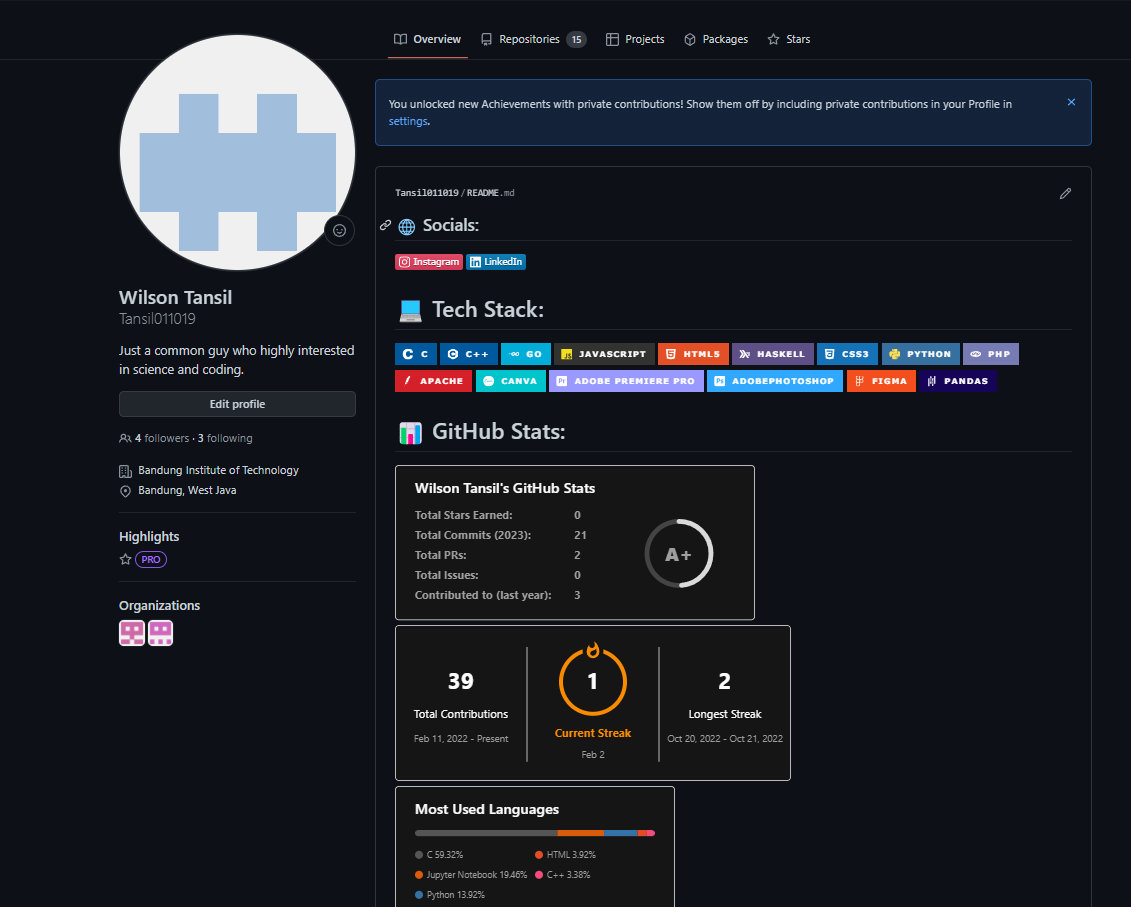 Overview Repositories 15 Projects Packages Stars
You unlocked new Achievements with private contributions! Show them off by including private contributions in your Profile in
settings.
Tansil011019/README.md
Socials:
Instagram LinkedIn
Tech Stack:
C C++ GO JS JAVASCRIPT HTML5 HASKELL CSS3 PYTHON php PHP
APACHE CANVA Pr ADOBE PREMIERE PRO Ps ADOBEPHOTOSHOP FIGMA PANDAS
GitHub Stats:
Wilson Tansil's GitHub Stats
Total Stars Earned: 0
Total Commits (2023): 21
Total PRs: 2
Total Issues: 0
Contributed to (last year): 3
A+
39
Total Contributions
Feb 11, 2022 - Present
1
Current Streak
Feb 2
2
Longest Streak
Oct 20, 2022 - Oct 21, 2022
Most Used Languages
C 59.32% HTML 3.92%
Jupyter Notebook 19.46% C++ 3.38%
Python 13.92%
Wilson Tansil
Tansil011019
Just a common guy who highly interested
in science and coding.
Edit profile
4 followers · 3 following
Bandung Institute of Technology
Bandung, West Java
Highlights
PRO
Organizations